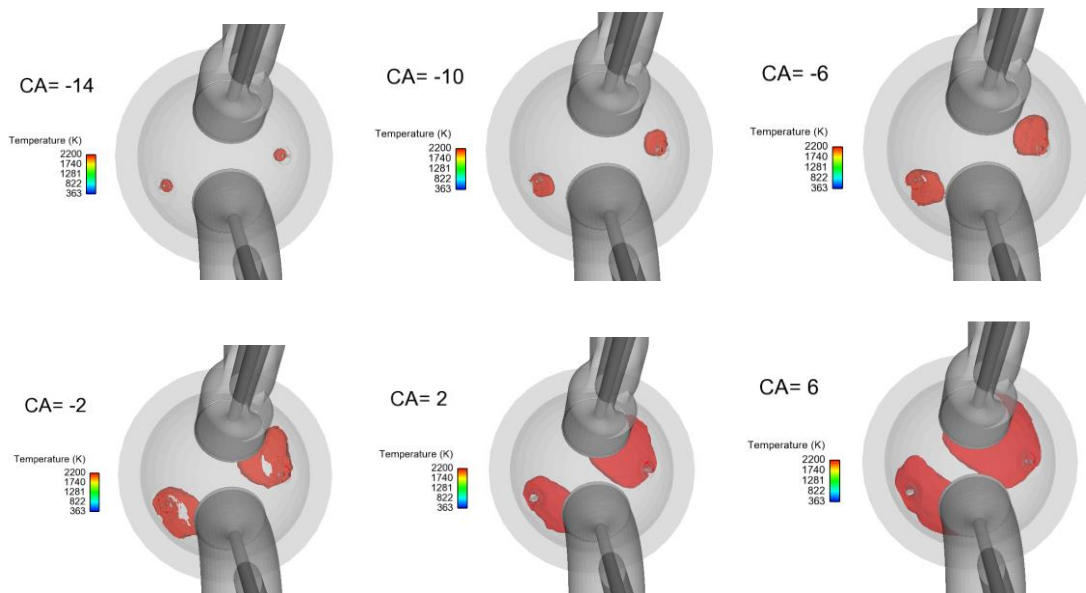 CA= -14
Temperature (K)
2200
1740
1281
822
363
CA= -10
Temperature (K)
2200
1740
1281
822
363
CA= -6
Temperature (K)
2200
1740
1281
822
363
CA= -2
Temperature (K)
2200
1740
1281
822
363
CA= 2
Temperature (K)
2200
1740
1281
822
363
CA= 6
Temperature (K)
2200
1740
1281
822
363